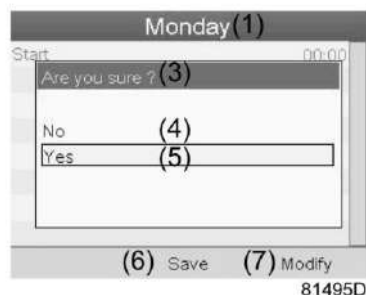 Monday (1)
Start 00:00
Are you sure ? (3)
No (4)
Yes (5)
(6) Save (7) Modify
81495D